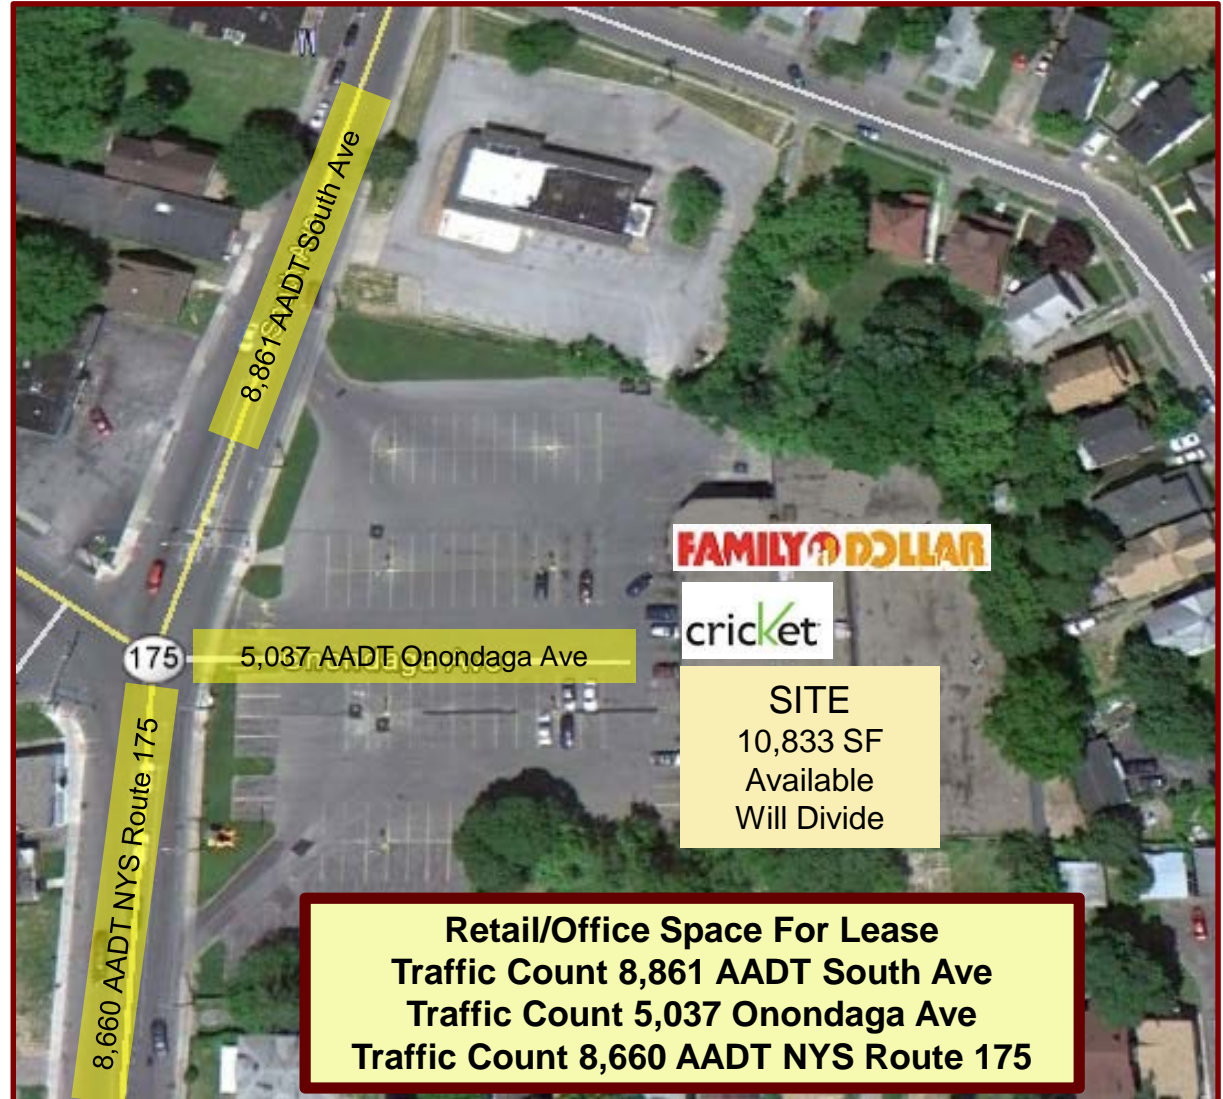 8,861 AADT South Ave
FAMILY DOLLAR
cricket
175
5,037 AADT Onondaga Ave
Onondaga Ave
SITE
10,833 SF
Available
Will Divide
8,660 AADT NYS Route 175
Retail/Office Space For Lease
Traffic Count 8,861 AADT South Ave
Traffic Count 5,037 Onondaga Ave
Traffic Count 8,660 AADT NYS Route 175